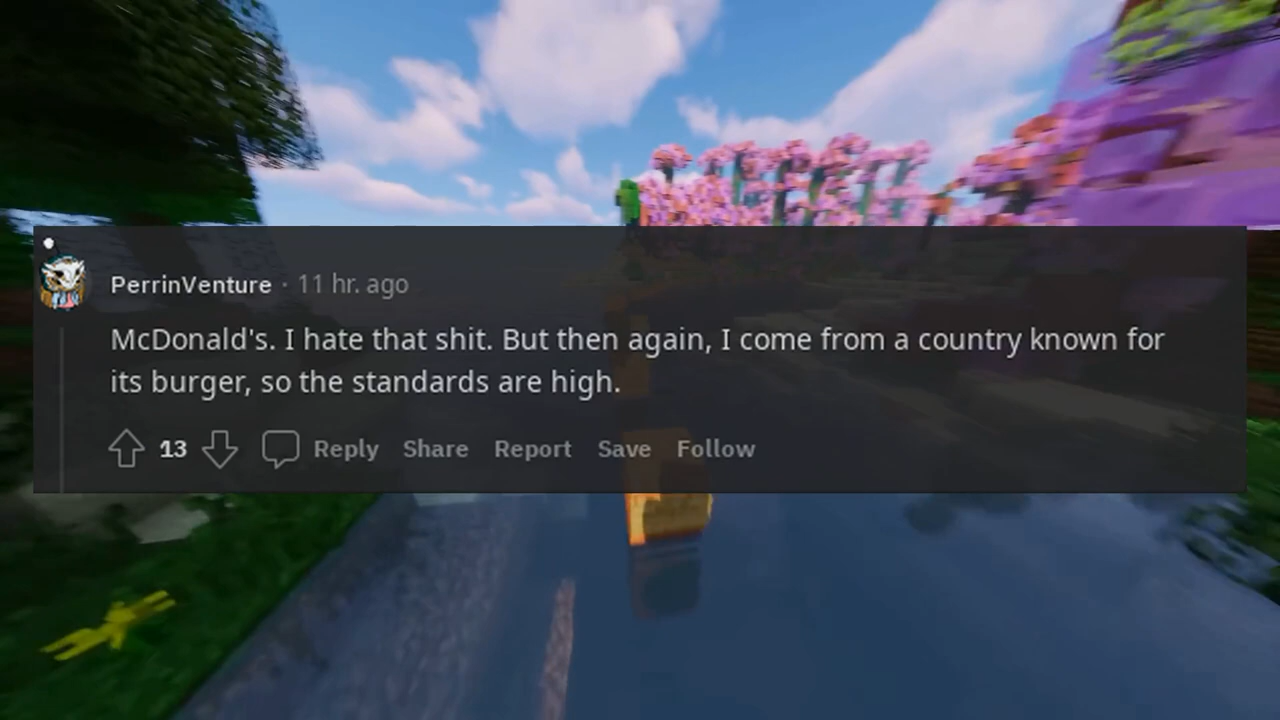 PerrinVenture · 11 hr. ago
McDonald's. I hate that shit. But then again, I come from a country known for
its burger, so the standards are high.
13 Reply Share Report Save Follow